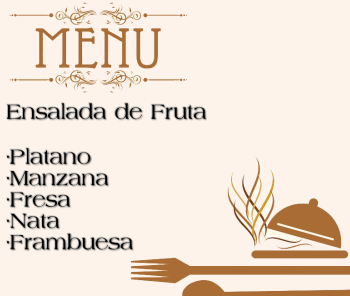 MENU
Ensalada de Fruta
·Platano
·Manzana
·Fresa
·Nata
·Frambuesa